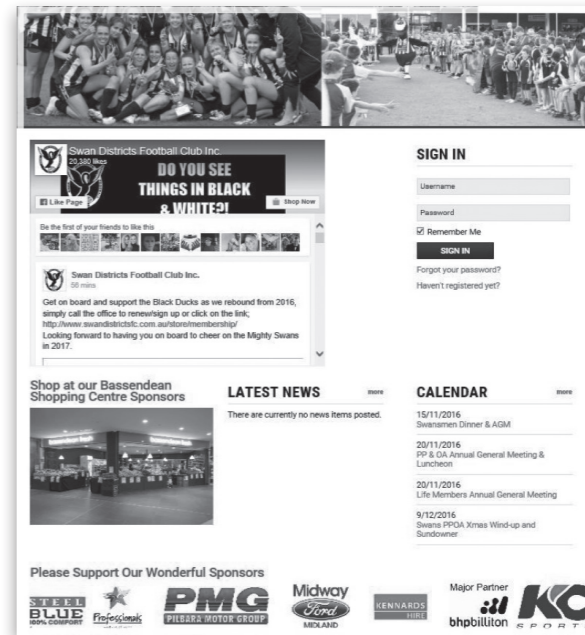 Swan Districts Football Club Inc.
20,380 likes
DO YOU SEE
THINGS IN BLACK
& WHITE?!
Like Page
Shop Now
Be the first of your friends to like this
Swan Districts Football Club Inc.
56 mins
Get on board and support the Black Ducks as we rebound from 2016,
simply call the office to renew/sign up or click on the link;
http://www.swandistrictsfc.com.au/store/membership/
Looking forward to having you on board to cheer on the Mighty Swans
in 2017.
SIGN IN
Username
Password
Remember Me
SIGN IN
Forgot your password?
Haven't registered yet?
Shop at our Bassendean
Shopping Centre Sponsors
LATEST NEWS
more
There are currently no news items posted.
CALENDAR
more
15/11/2016
Swansmen Dinner & AGM
20/11/2016
PP & OA Annual General Meeting &
Luncheon
20/11/2016
Life Members Annual General Meeting
9/12/2016
Swans PPOA Xmas Wind-up and
Sundowner
Please Support Our Wonderful Sponsors
STEEL
BLUE
100% COMFORT
Professionals
PMG
PILBARA MOTOR GROUP
Midway
Ford
MIDLAND
KENNARDS
HIRE
Major Partner
bhpbilliton
KO
SPORT